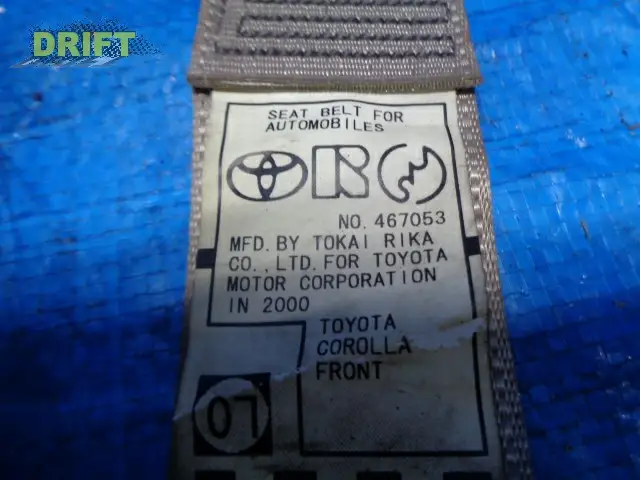 DRIFT
SEAT BELT FOR
AUTOMOBILES
NO. 467053
MFD. BY TOKAI RIKA
CO., LTD. FOR TOYOTA
MOTOR CORPORATION
IN 2000
TOYOTA
COROLLA
FRONT
LO